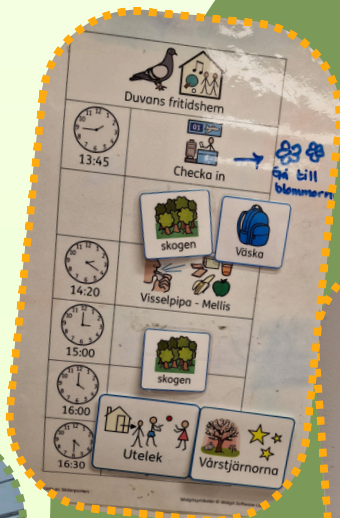 Duvans fritidshem
13:45
01
Checka in
Gå till
blommorna
skogen
Väska
14:20
Visselpipa - Mellis
15:00
skogen
16:00
16:30
Utelek
Vårstjärnorna